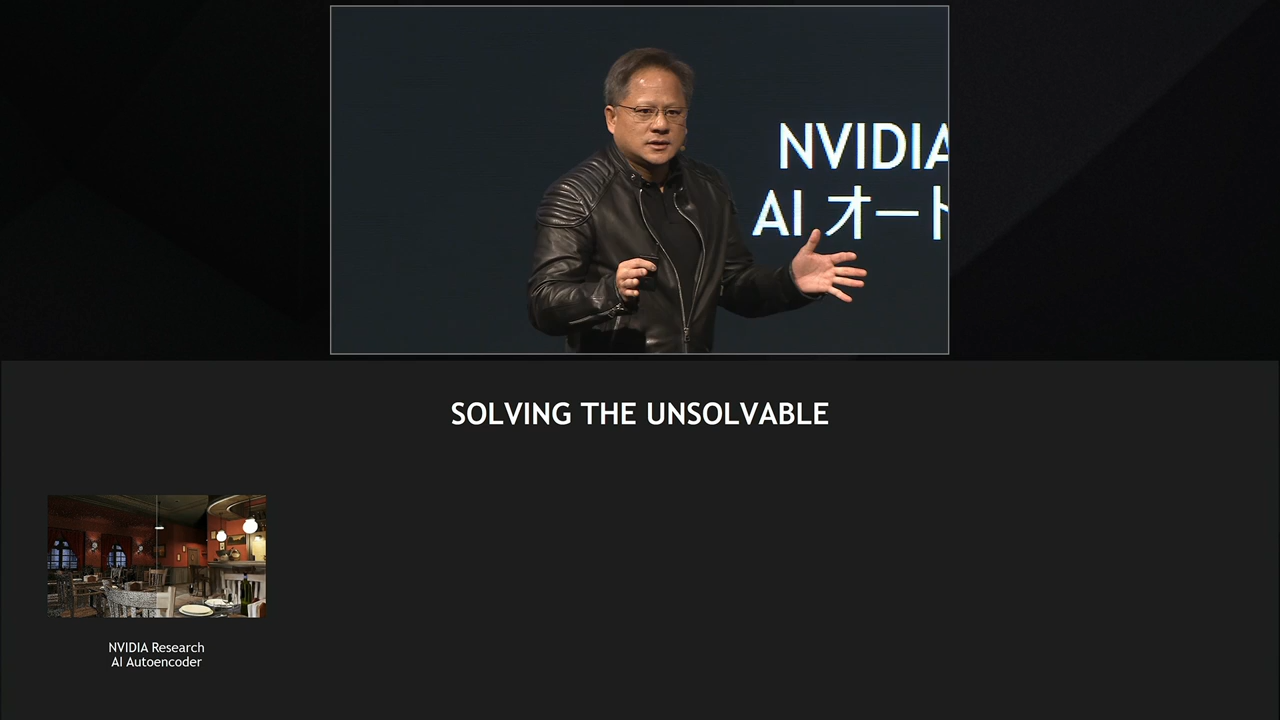 NVIDIA
AI オート
SOLVING THE UNSOLVABLE
NVIDIA Research
AI Autoencoder